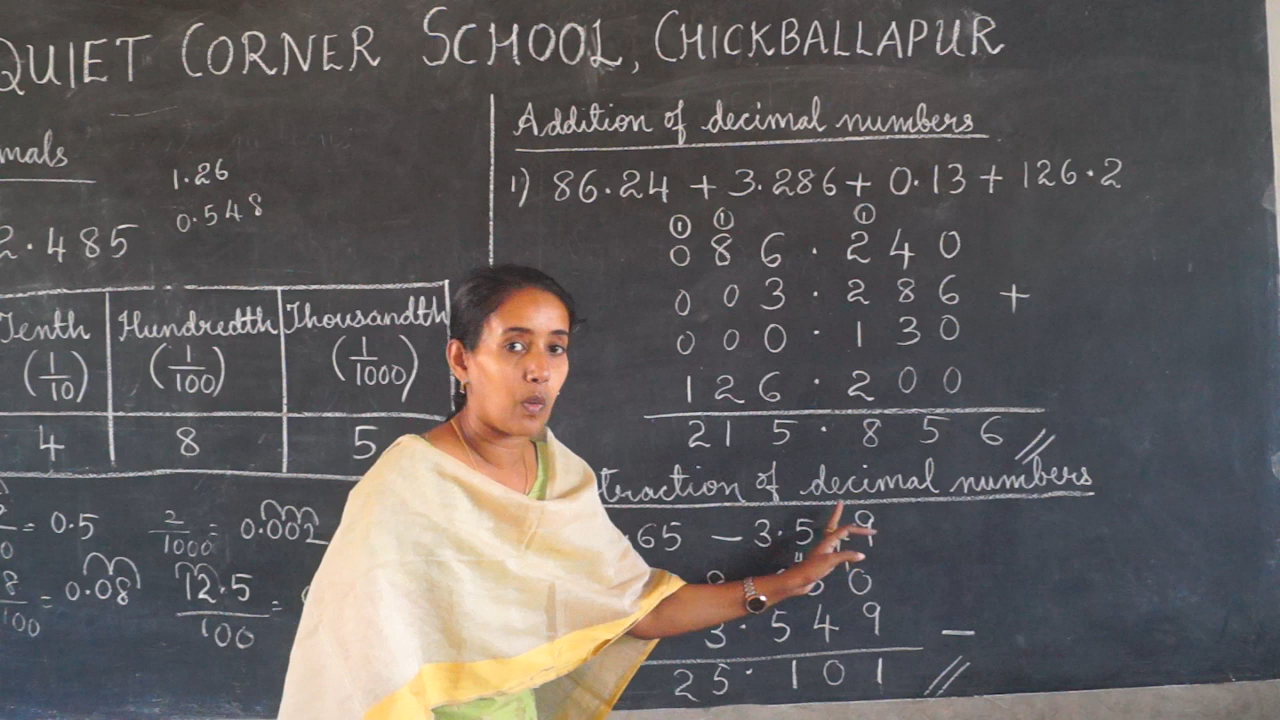 QUIET CORNER SCHOOL, CHICKBALLAPUR
mals
1.26
0.548
2.485
Tenth Hundredth Thousandth
(1/10) (1/100) (1/1000)
4 8 5
= 0.5 2/1000 = 0.002
8/100 = 0.08 12.5/100 =
Addition of decimal numbers
1) 86.24 + 3.286 + 0.13 + 126.2
1 1 1
0 8 6 . 2 4 0
0 0 3 . 2 8 6 +
0 0 0 . 1 3 0
1 2 6 . 2 0 0
2 1 5 . 8 5 6
traction of decimal numbers
.65 - 3.5 9
0
3 . 5 4 9 -
2 5 . 1 0 1